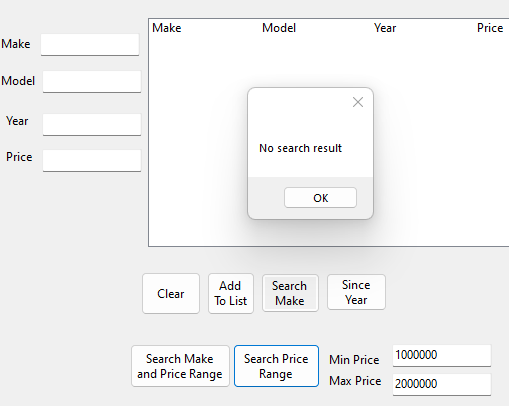 Make Model Year Price
Make
Model
Year
Price
No search result
OK
Clear
Add
To List
Search
Make
Since
Year
Search Make
and Price Range
Search Price
Range
Min Price 1000000
Max Price 2000000